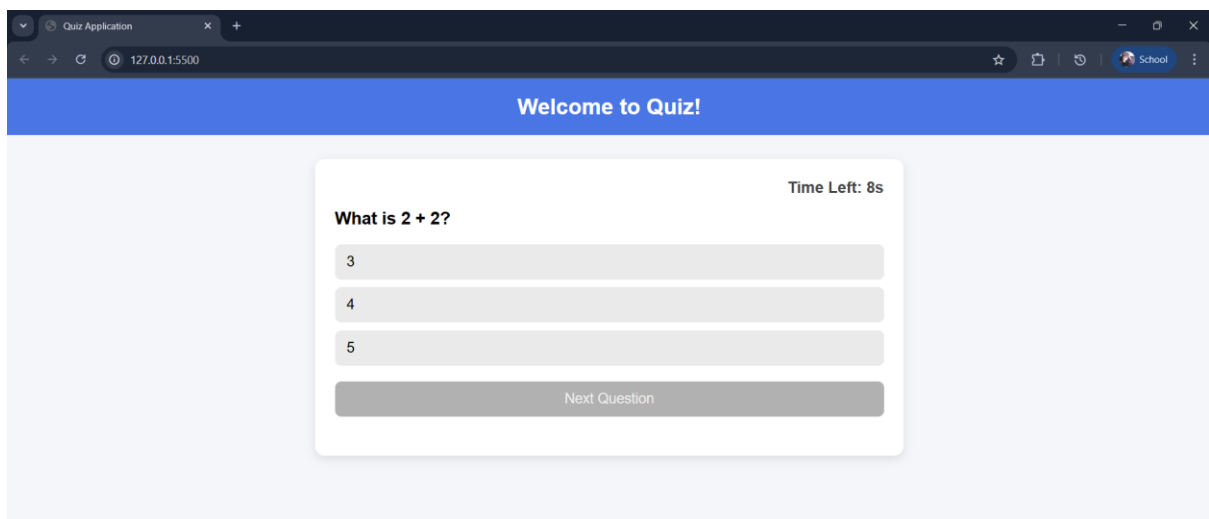 Quiz Application
127.0.0.1:5500
School
Welcome to Quiz!
Time Left: 8s
What is 2 + 2?
3
4
5
Next Question